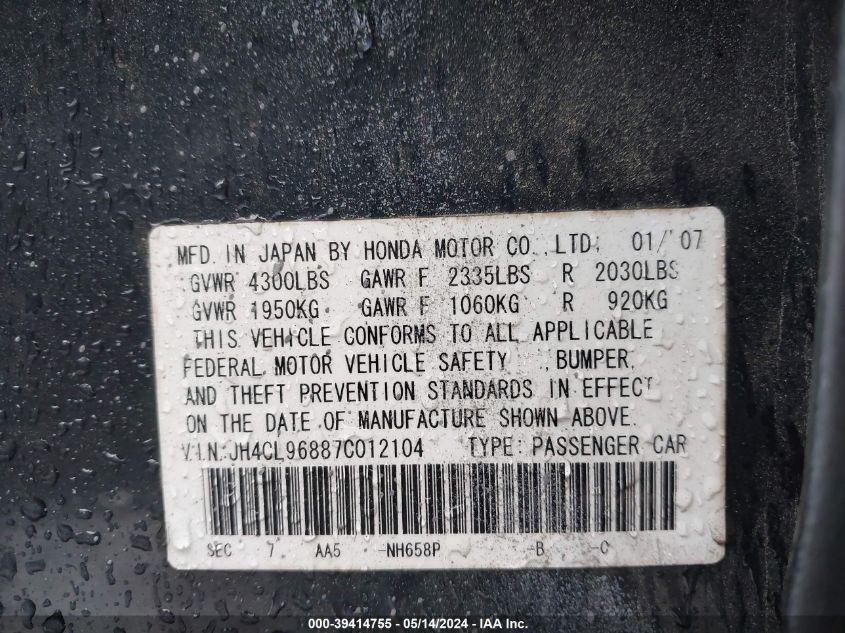 MFD. IN JAPAN BY HONDA MOTOR CO., LTD. 01/'07
GVWR 4300LBS GAWR F 2335LBS R 2030LBS
GVWR 1950KG GAWR F 1060KG R 920KG
THIS VEHICLE CONFORMS TO ALL APPLICABLE
FEDERAL MOTOR VEHICLE SAFETY, BUMPER,
AND THEFT PREVENTION STANDARDS IN EFFECT
ON THE DATE OF MANUFACTURE SHOWN ABOVE.
V.I.N:JH4CL96887C012104 TYPE: PASSENGER CAR
SEC 7 AA5 -NH658P -B -C
000-39414755 - 05/14/2024 - IAA Inc.